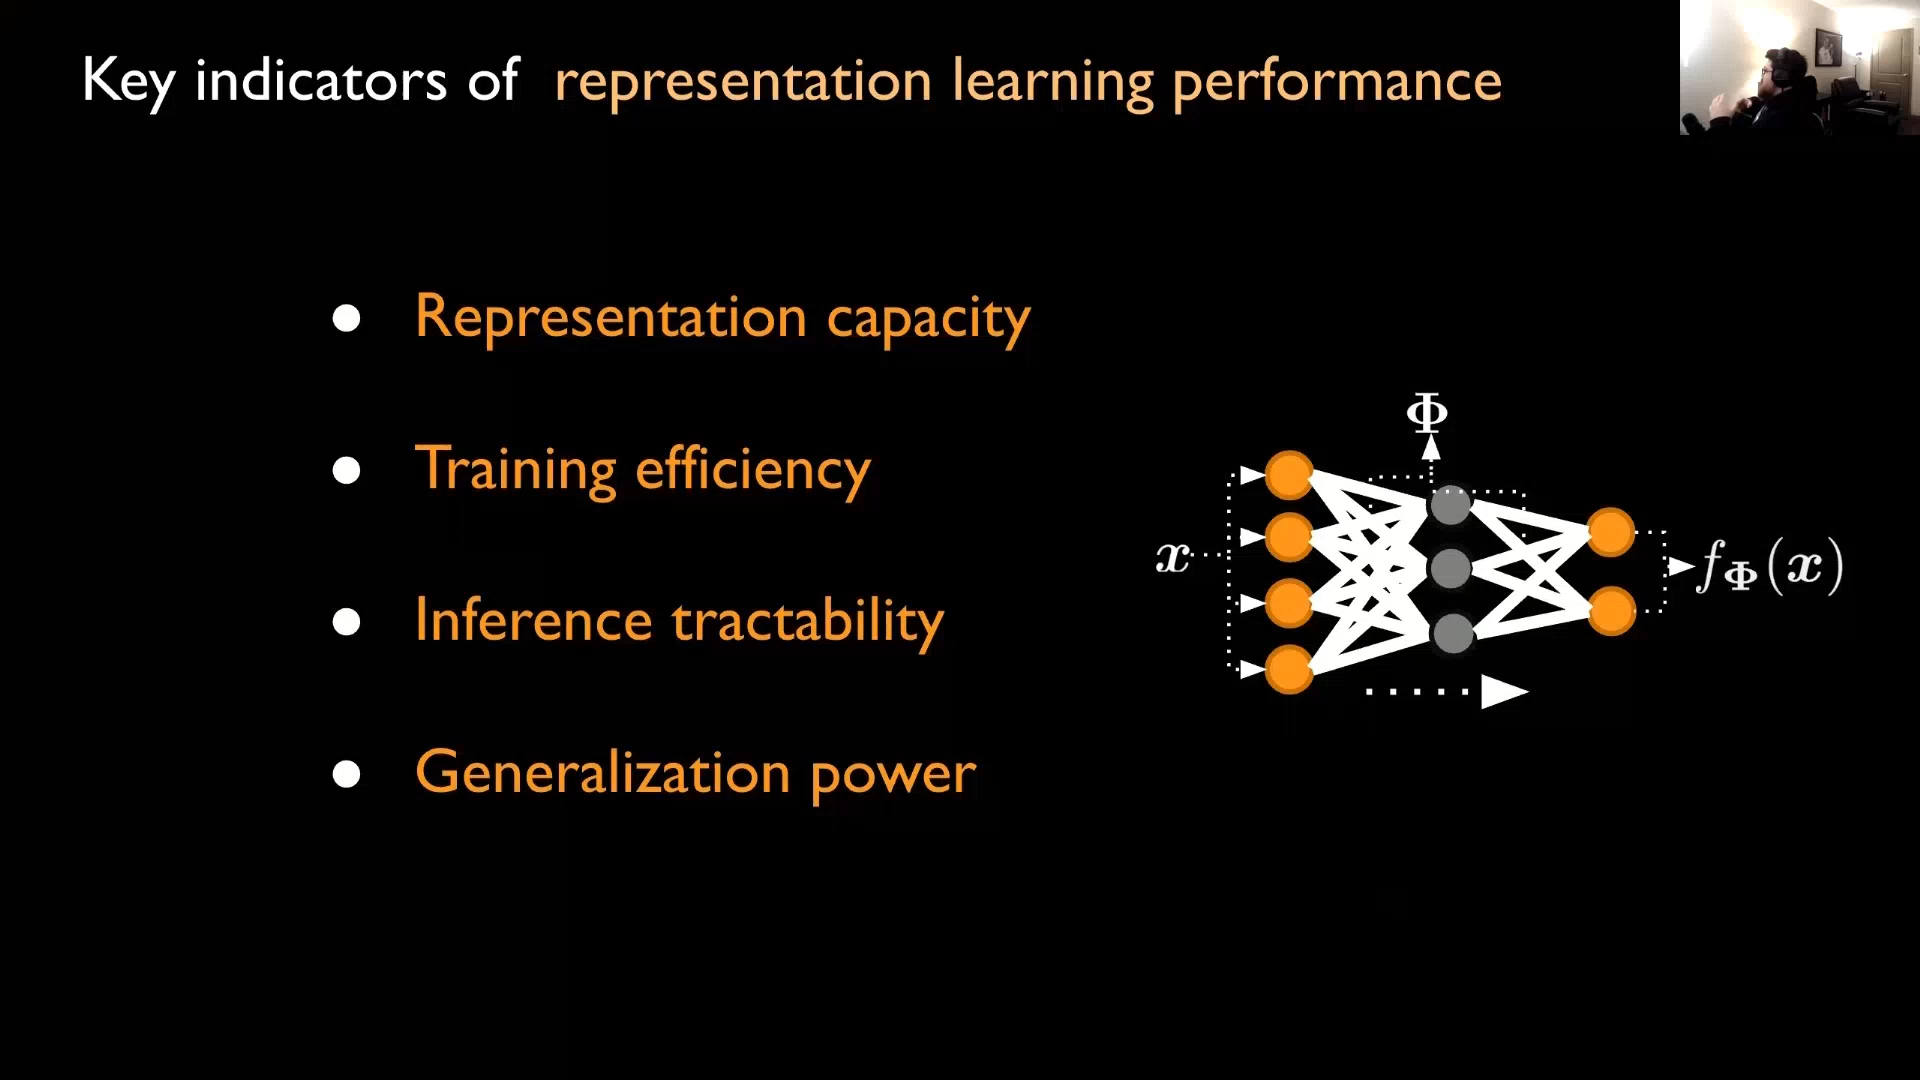 Key indicators of representation learning performance
● Representation capacity
● Training efficiency
● Inference tractability
● Generalization power
Φ
x
f_Φ(x)